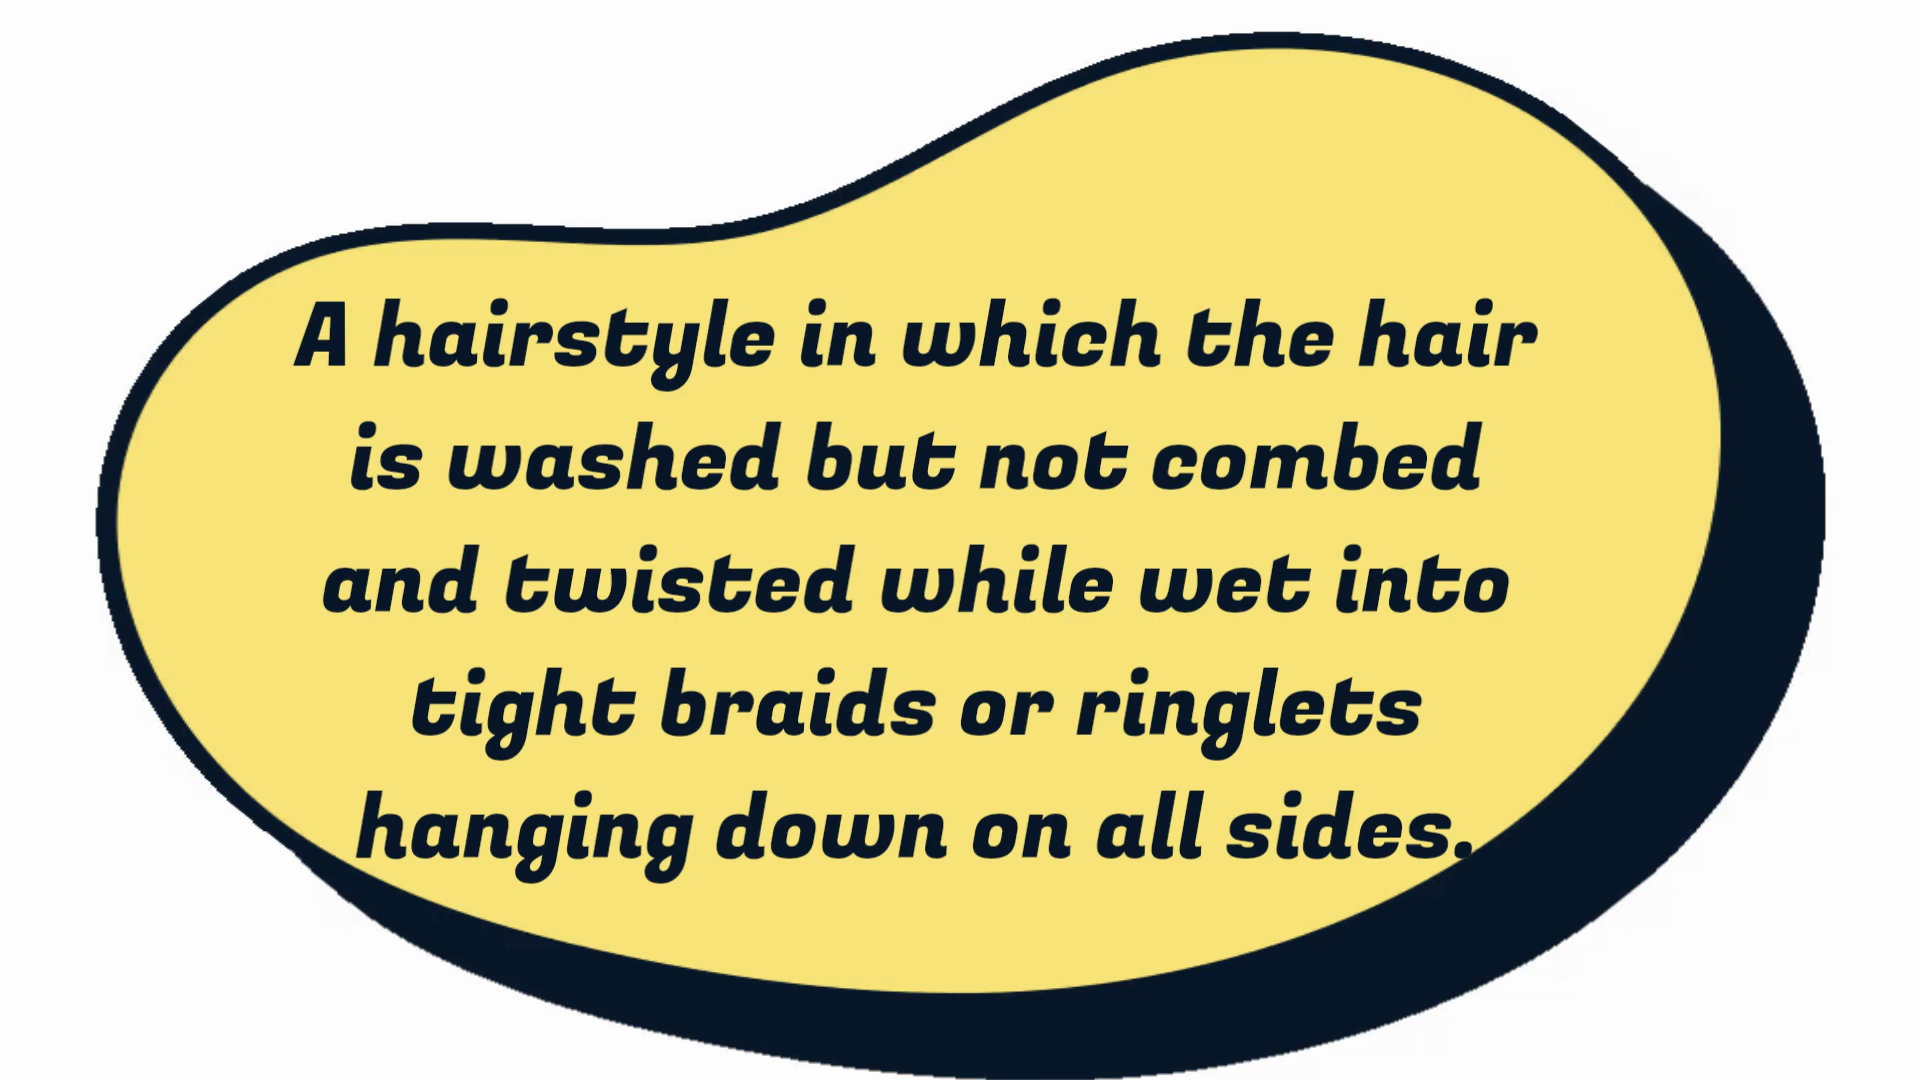 A hairstyle in which the hair
is washed but not combed
and twisted while wet into
tight braids or ringlets
hanging down on all sides.